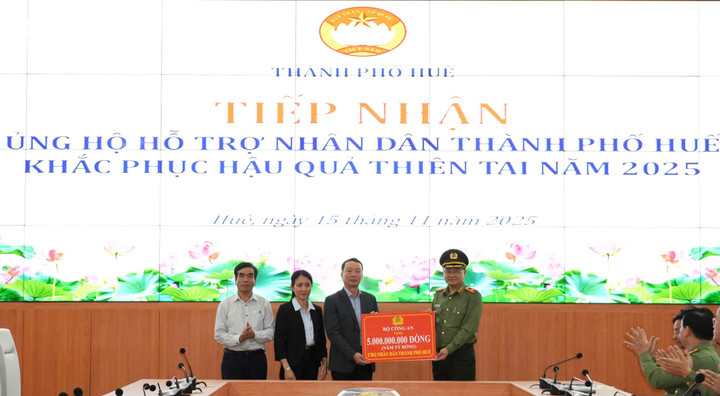 THÀNH PHỐ HUẾ
TIẾP NHẬN
ỦNG HỘ HỖ TRỢ NHÂN DÂN THÀNH PHỐ HUẾ
KHẮC PHỤC HẬU QUẢ THIÊN TAI NĂM 2025
Huế, ngày 15 tháng 11 năm 2025
BỘ CÔNG AN
5.000.000.000 ĐỒNG
(NĂM TỶ ĐỒNG)
CHO NHÂN DÂN THÀNH PHỐ HUẾ